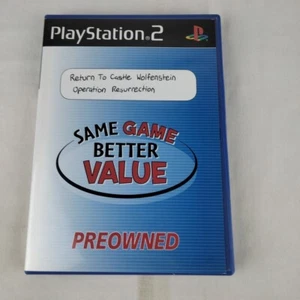 PlayStation®2
Return To Castle Wolfenstein
Operation Resurrection
SAME GAME
BETTER
VALUE
PREOWNED